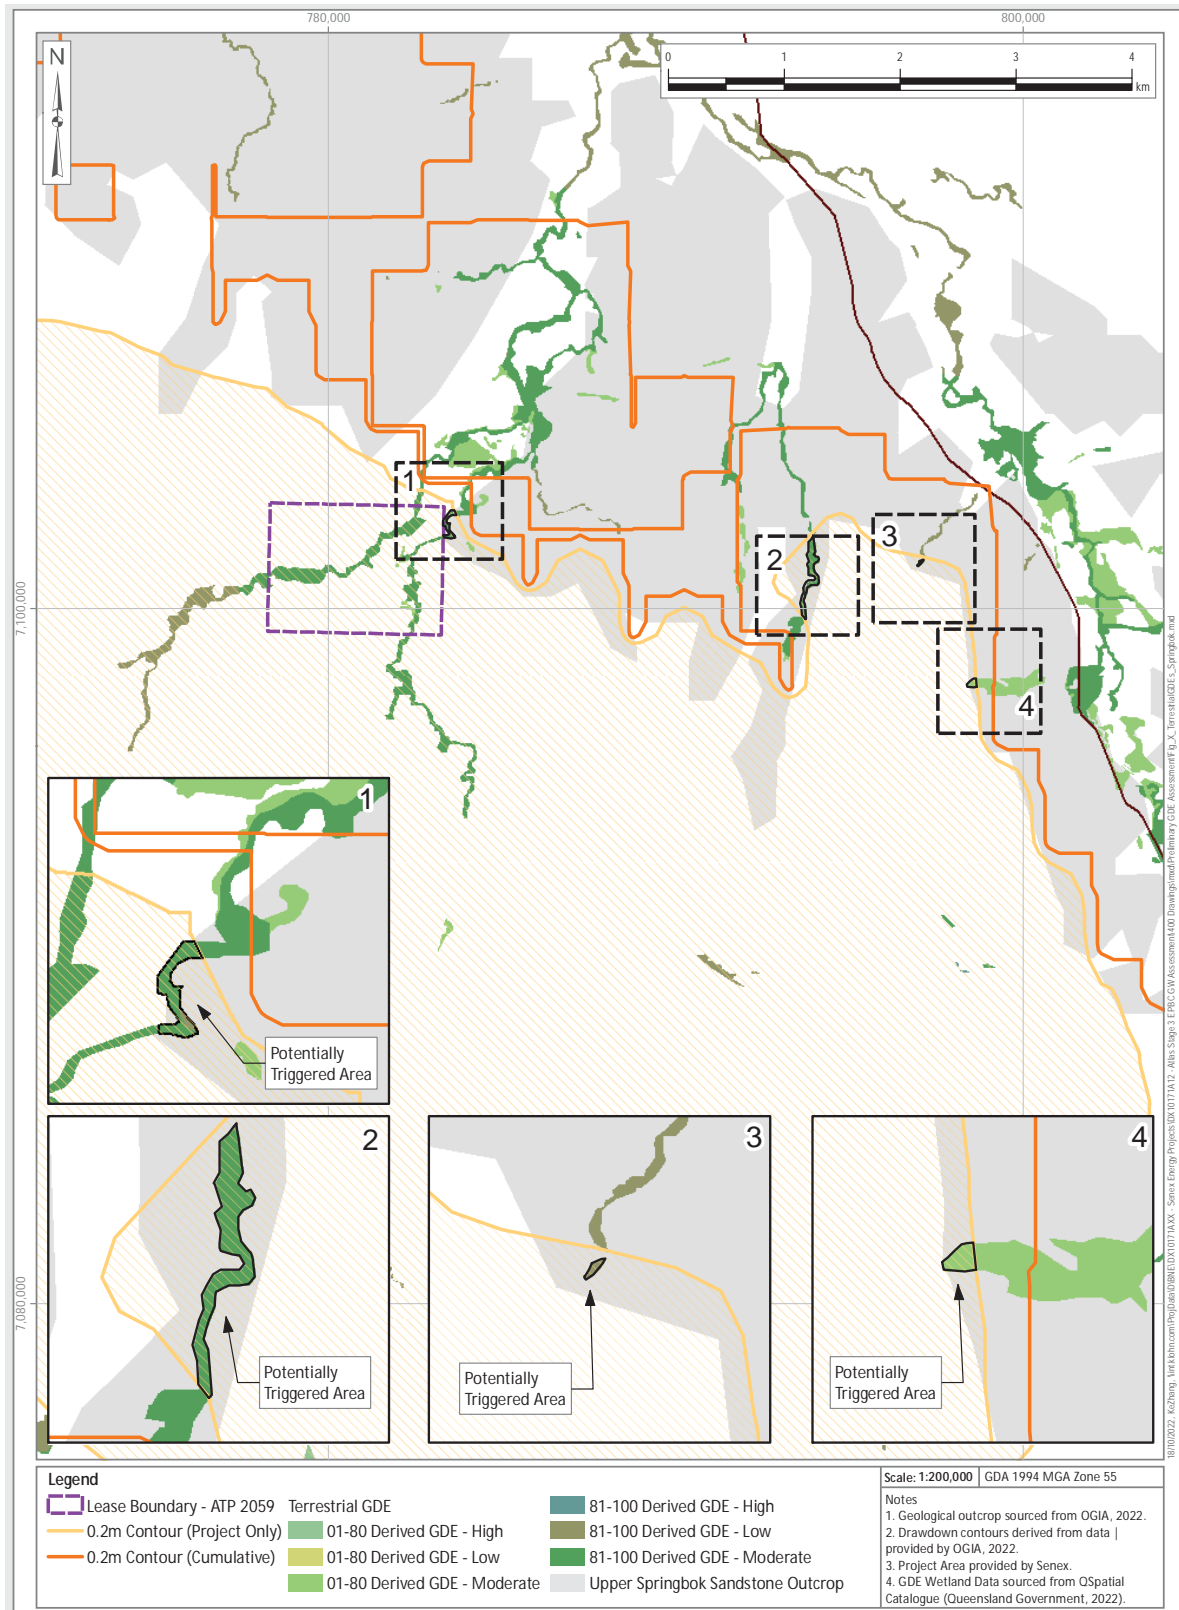 780,000
800,000
N
0
1
2
3
4
km
1
2
3
4
7,100,000
7,080,000
1
Potentially
Triggered Area
2
Potentially
Triggered Area
3
Potentially
Triggered Area
4
Potentially
Triggered Area
Legend
Lease Boundary - ATP 2059
0.2m Contour (Project Only)
0.2m Contour (Cumulative)
Terrestrial GDE
01-80 Derived GDE - High
01-80 Derived GDE - Low
01-80 Derived GDE - Moderate
81-100 Derived GDE - High
81-100 Derived GDE - Low
81-100 Derived GDE - Moderate
Upper Springbok Sandstone Outcrop
Scale: 1:200,000
GDA 1994 MGA Zone 55
Notes
1. Geological outcrop sourced from OGIA, 2022.
2. Drawdown contours derived from data |
provided by OGIA, 2022.
3. Project Area provided by Senex.
4. GDE Wetland Data sourced from QSpatial
Catalogue (Queensland Government, 2022).